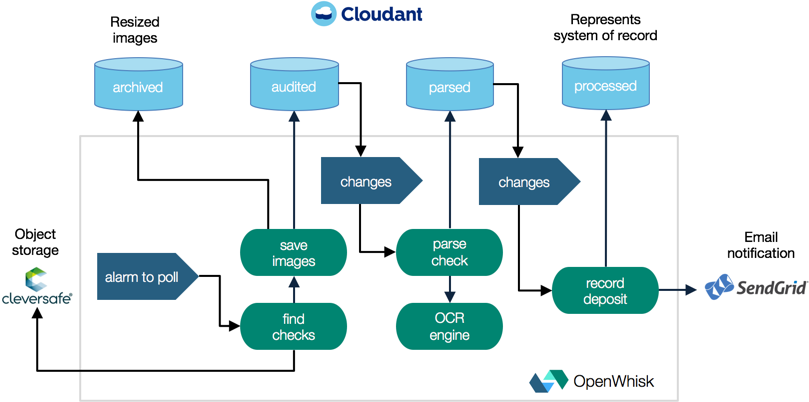 Cloudant
Resized
images
Represents
system of record
archived
audited
parsed
processed
changes
changes
Object
storage
cleversafe®
alarm to poll
save
images
parse
check
Email
notification
record
deposit
SendGrid
find
checks
OCR
engine
OpenWhisk